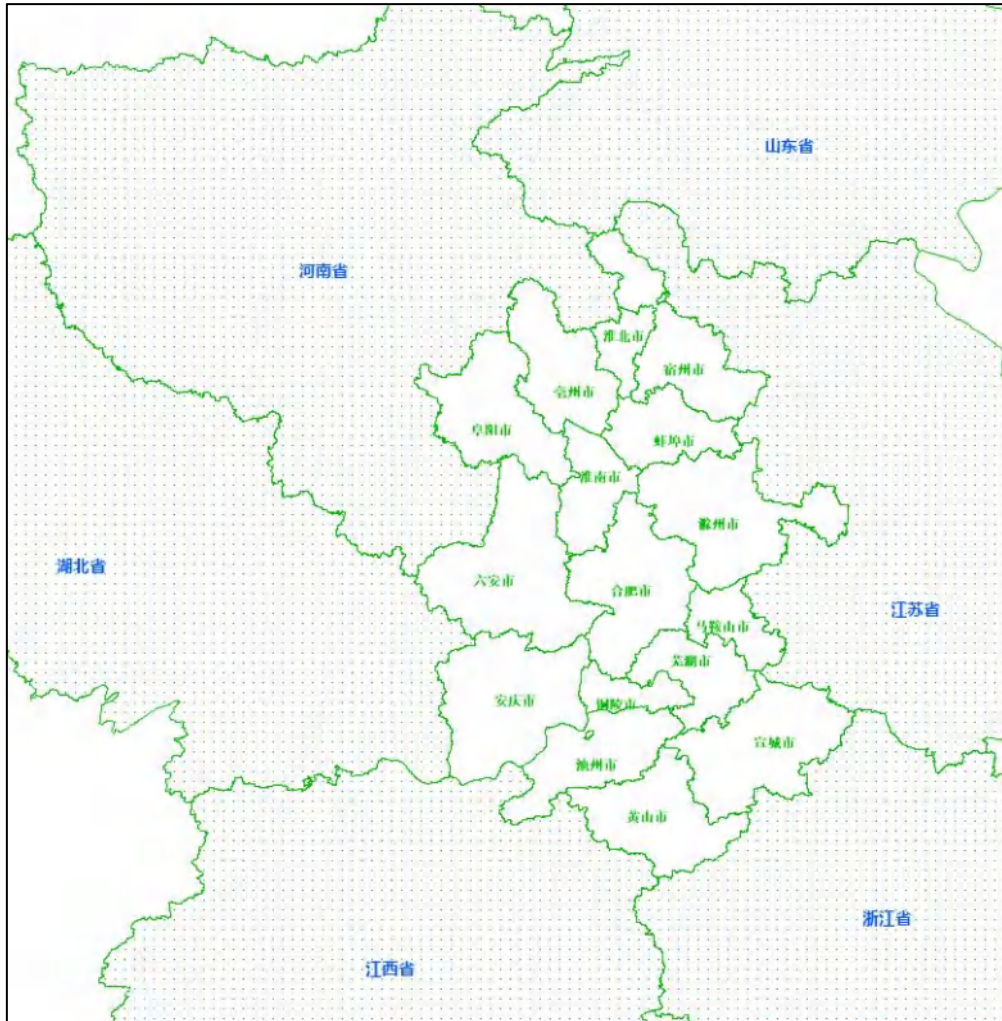 山东省
河南省
淮北市
宿州市
亳州市
阜阳市
蚌埠市
淮南市
滁州市
湖北省
六安市
合肥市
江苏省
马鞍山市
芜湖市
安庆市
铜陵市
宣城市
池州市
黄山市
浙江省
江西省